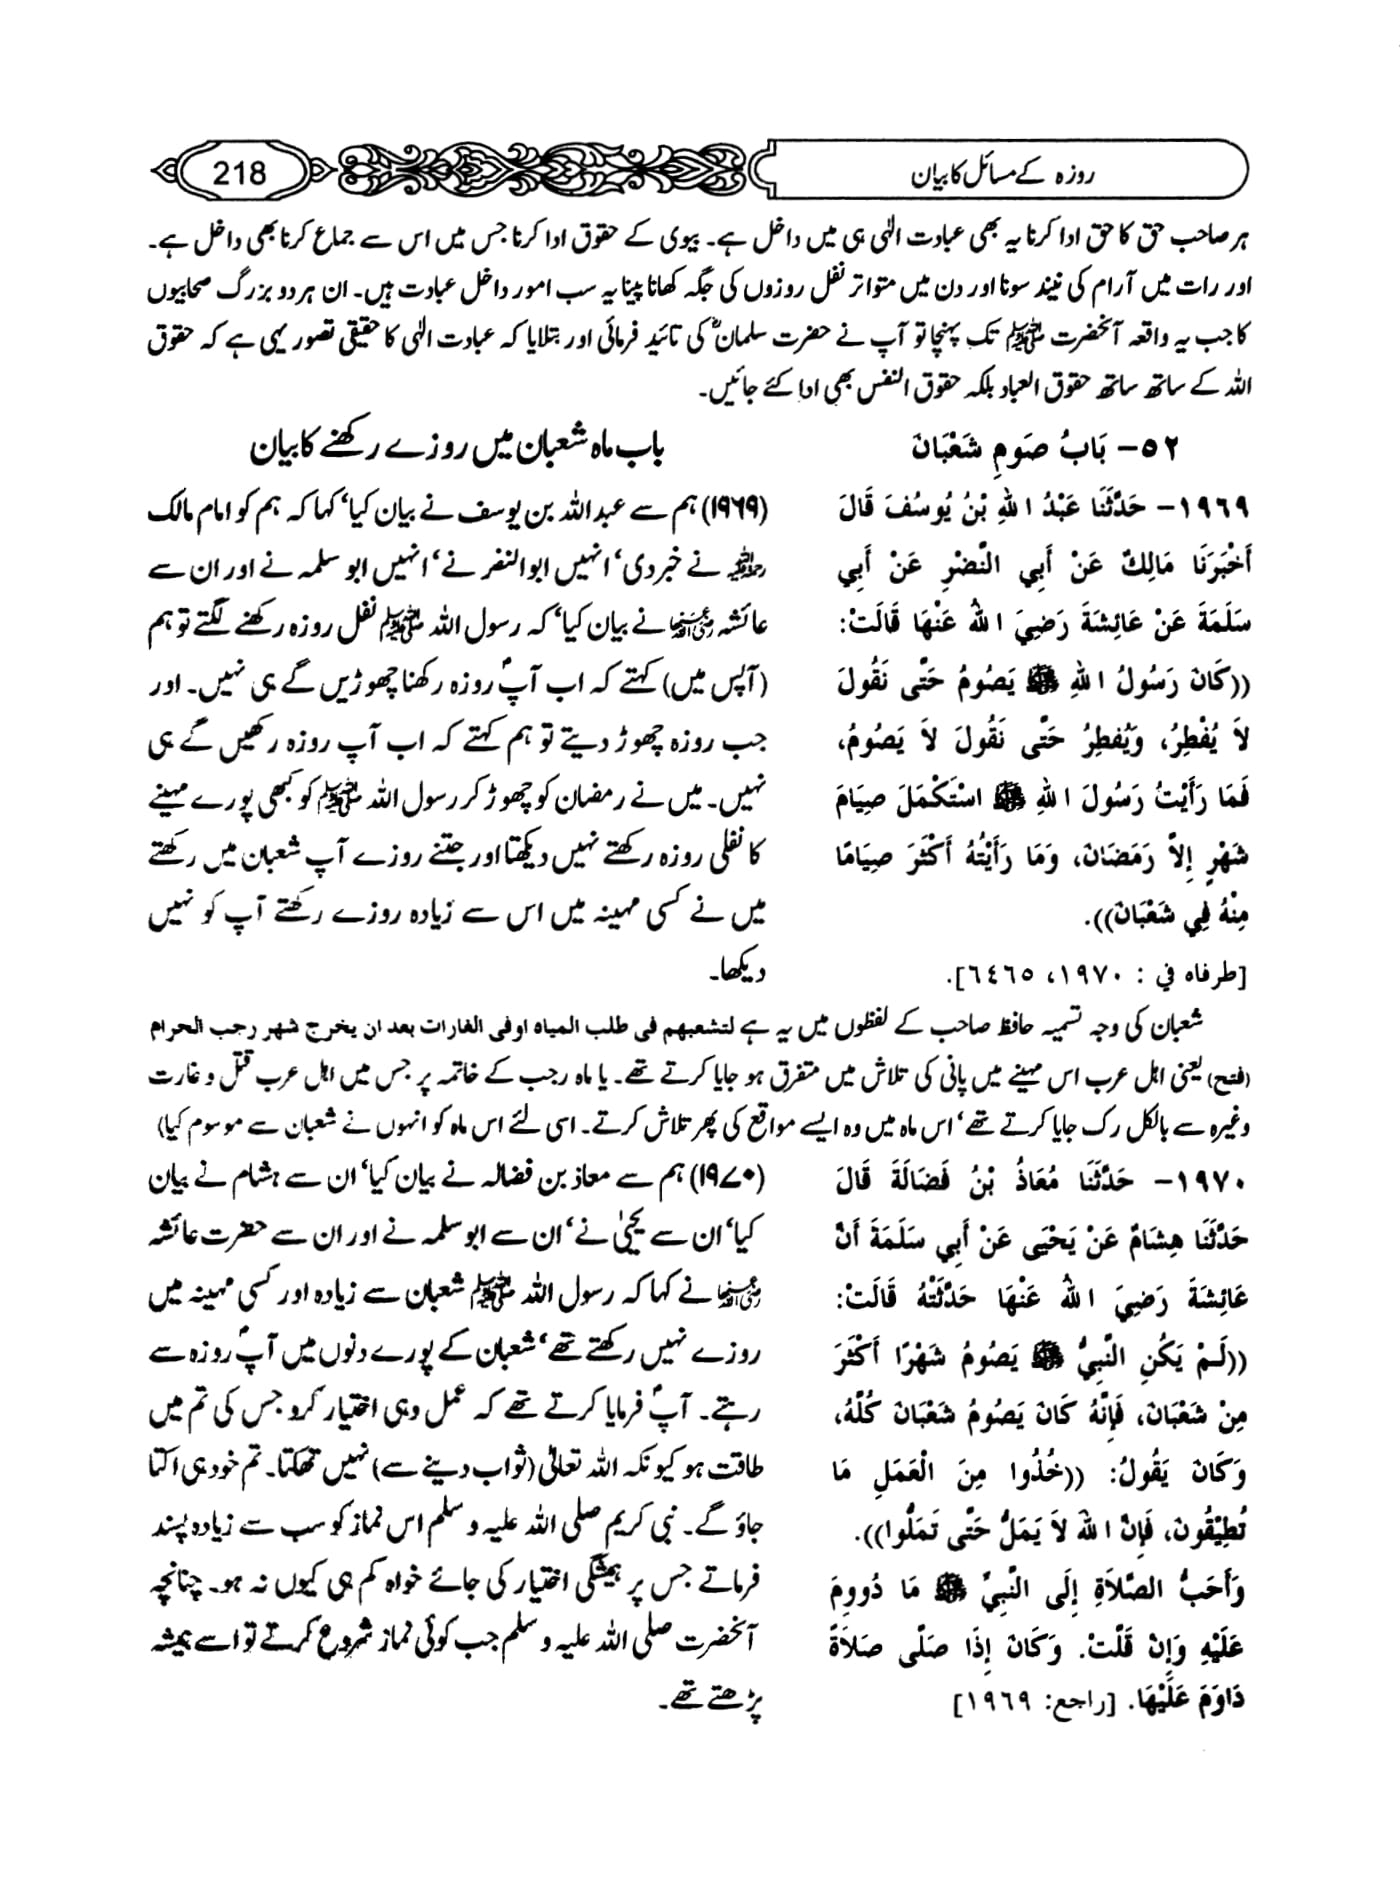 218
روزہ کے مسائل کا بیان
ہر صاحب حق کا حق ادا کرنا یہ بھی عبادت الٰہی ہی میں داخل ہے۔ بیوی کے حقوق ادا کرنا جس میں اس سے جماع کرنا بھی داخل ہے۔
اور رات میں آرام کی نیند سونا اور دن میں متواتر نفل روزوں کی جگہ کھانا پینا یہ سب امور داخل عبادت ہیں۔ ان ہر دو بزرگ صحابیوں
کا جب یہ واقعہ آنحضرت ﷺ تک پہنچا تو آپ نے حضرت سلمانؓ کی تائید فرمائی اور بتلایا کہ عبادت الٰہی کا حقیقی تصور یہی ہے کہ حقوق
اللہ کے ساتھ ساتھ حقوق العباد بلکہ حقوق النفس بھی ادا کئے جائیں۔
٥٢- بَابُ صَومِ شَعْبَانَ
١٩٦٩- حَدَّثَنَا عَبْدُ اللهِ بْنُ يُوسُفَ قَالَ
أَخْبَرَنَا مَالِكٌ عَنْ أَبِي النَّضْرِ عَنْ أَبِي
سَلَمَةَ عَنْ عَائِشَةَ رَضِيَ اللهُ عَنْهَا قَالَتْ:
((كَانَ رَسُولُ اللهِ ﷺ يَصُومُ حَتَّى نَقُولَ
لاَ يُفْطِرُ، وَيُفطِرُ حَتَّى نَقُولَ لاَ يَصُومُ،
فَمَا رَأَيْتُ رَسُولَ اللهِ ﷺ اسْتَكْمَلَ صِيَامَ
شَهْرٍ إِلاَّ رَمَضَانَ، وَمَا رَأَيْتُهُ أَكْثَرَ صِيَامًا
مِنْهُ فِي شَعْبَانَ)).
[طرفاه في : ١٩٧٠، ٦٤٦٥].
باب ماہ شعبان میں روزے رکھنے کا بیان
(۱۹۶۹) ہم سے عبداللہ بن یوسف نے بیان کیا‘ کہا کہ ہم کو امام مالک
رحمۃ اللہ علیہ نے خبر دی‘ انہیں ابوالنفر نے‘ انہیں ابو سلمہ نے اور ان سے
عائشہ رضی اللہ عنہا نے بیان کیا‘ کہ رسول اللہ ﷺ نفل روزہ رکھنے لگتے تو ہم
(آپس میں) کہتے کہ اب آپؐ روزہ رکھنا چھوڑیں گے ہی نہیں۔ اور
جب روزہ چھوڑ دیتے تو ہم کہتے کہ اب آپ روزہ رکھیں گے ہی
نہیں۔ میں نے رمضان کو چھوڑ کر رسول اللہ ﷺ کو کبھی پورے مہینے
کا نفلی روزہ رکھتے نہیں دیکھا اور جتنے روزے آپ شعبان میں رکھتے
میں نے کسی مہینہ میں اس سے زیادہ روزے رکھتے آپ کو نہیں
دیکھا۔
شعبان کی وجہ تسمیہ حافظ صاحب کے لفظوں میں یہ ہے لتشعبهم فی طلب المیاه او فی الغارات بعد ان یخرج شهر رجب الحرام
(فتح) یعنی اہل عرب اس مہینے میں پانی کی تلاش میں متفرق ہو جایا کرتے تھے۔ یا ماہ رجب کے خاتمہ پر جس میں اہل عرب قتل و غارت
وغیرہ سے بالکل رک جایا کرتے تھے‘ اس ماہ میں وہ ایسے مواقع کی پھر تلاش کرتے۔ اسی لئے اس ماہ کو انہوں نے شعبان سے موسوم کیا)
١٩٧٠- حَدَّثَنَا مُعَاذُ بْنُ فَضَالَةَ قَالَ
حَدَّثَنَا هِشَامٌ عَنْ يَحْيَى عَنْ أَبِي سَلَمَةَ أَنَّ
عَائِشَةَ رَضِيَ اللهُ عَنْهَا حَدَّثَتْهُ قَالَتْ:
((لَمْ يَكُنِ النَّبِيُّ ﷺ يَصُومُ شَهْرًا أَكْثَرَ
مِنْ شَعْبَانَ، فَإِنَّهُ كَانَ يَصُومُ شَعْبَانَ كُلَّهُ،
وَكَانَ يَقُولُ: ((خُذُوا مِنَ الْعَمَلِ مَا
تُطِيْقُونَ، فَإِنَّ اللهَ لاَ يَمَلُّ حَتَّى تَمَلُّوا)).
وَأَحَبُّ الصَّلاَةِ إِلَى النَّبِيِّ ﷺ مَا دُووِمَ
عَلَيْهِ وَإِنْ قَلَّتْ. وَكَانَ إِذَا صَلَّى صَلاَةً
دَاوَمَ عَلَيْهَا. [راجع: ١٩٦٩]
(۱۹۷۰) ہم سے معاذ بن فضالہ نے بیان کیا‘ ان سے ہشام نے بیان
کیا‘ ان سے یحییٰ نے‘ ان سے ابو سلمہ نے اور ان سے حضرت عائشہ
رضی اللہ عنہا نے کہا کہ رسول اللہ ﷺ شعبان سے زیادہ اور کسی مہینہ میں
روزے نہیں رکھتے تھے‘ شعبان کے پورے دنوں میں آپؐ روزہ سے
رہتے۔ آپؐ فرمایا کرتے تھے کہ عمل وہی اختیار کرو جس کی تم میں
طاقت ہو کیونکہ اللہ تعالیٰ (ثواب دینے سے) نہیں تھکتا۔ تم خود ہی اکتا
جاؤ گے۔ نبی کریم صلی اللہ علیہ و سلم اس نماز کو سب سے زیادہ پسند
فرماتے جس پر ہمیشگی اختیار کی جائے خواہ کم ہی کیوں نہ ہو۔ چنانچہ
آنحضرت صلی اللہ علیہ و سلم جب کوئی نماز شروع کرتے تو اسے ہمیشہ
پڑھتے تھے۔